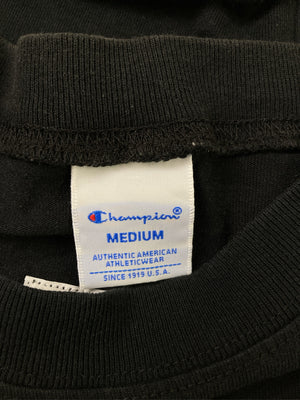 Champion®
MEDIUM
AUTHENTIC AMERICAN
ATHLETICWEAR
SINCE 1919 U.S.A.